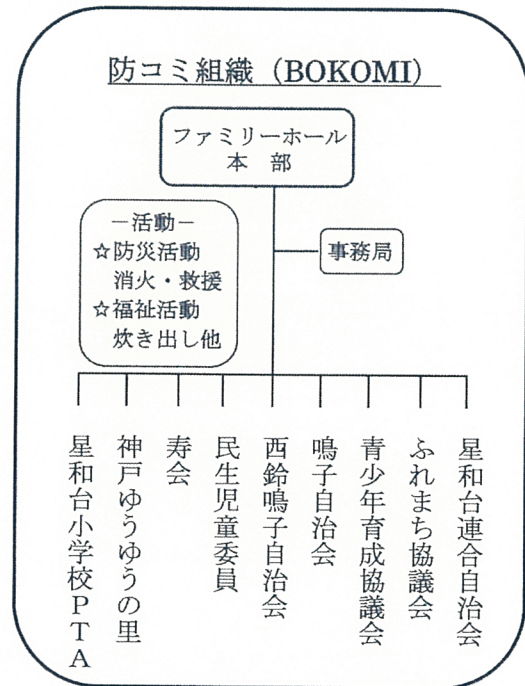 防コミ組織（BOKOMI）
ファミリーホール
本　部
－活動－
☆防災活動
消火・救援
☆福祉活動
炊き出し他
事務局
星和台連合自治会
ふれまち協議会
青少年育成協議会
鳴子自治会
西鈴鳴子自治会
民生児童委員
寿会
神戸ゆうゆうの里
星和台小学校ＰＴＡ